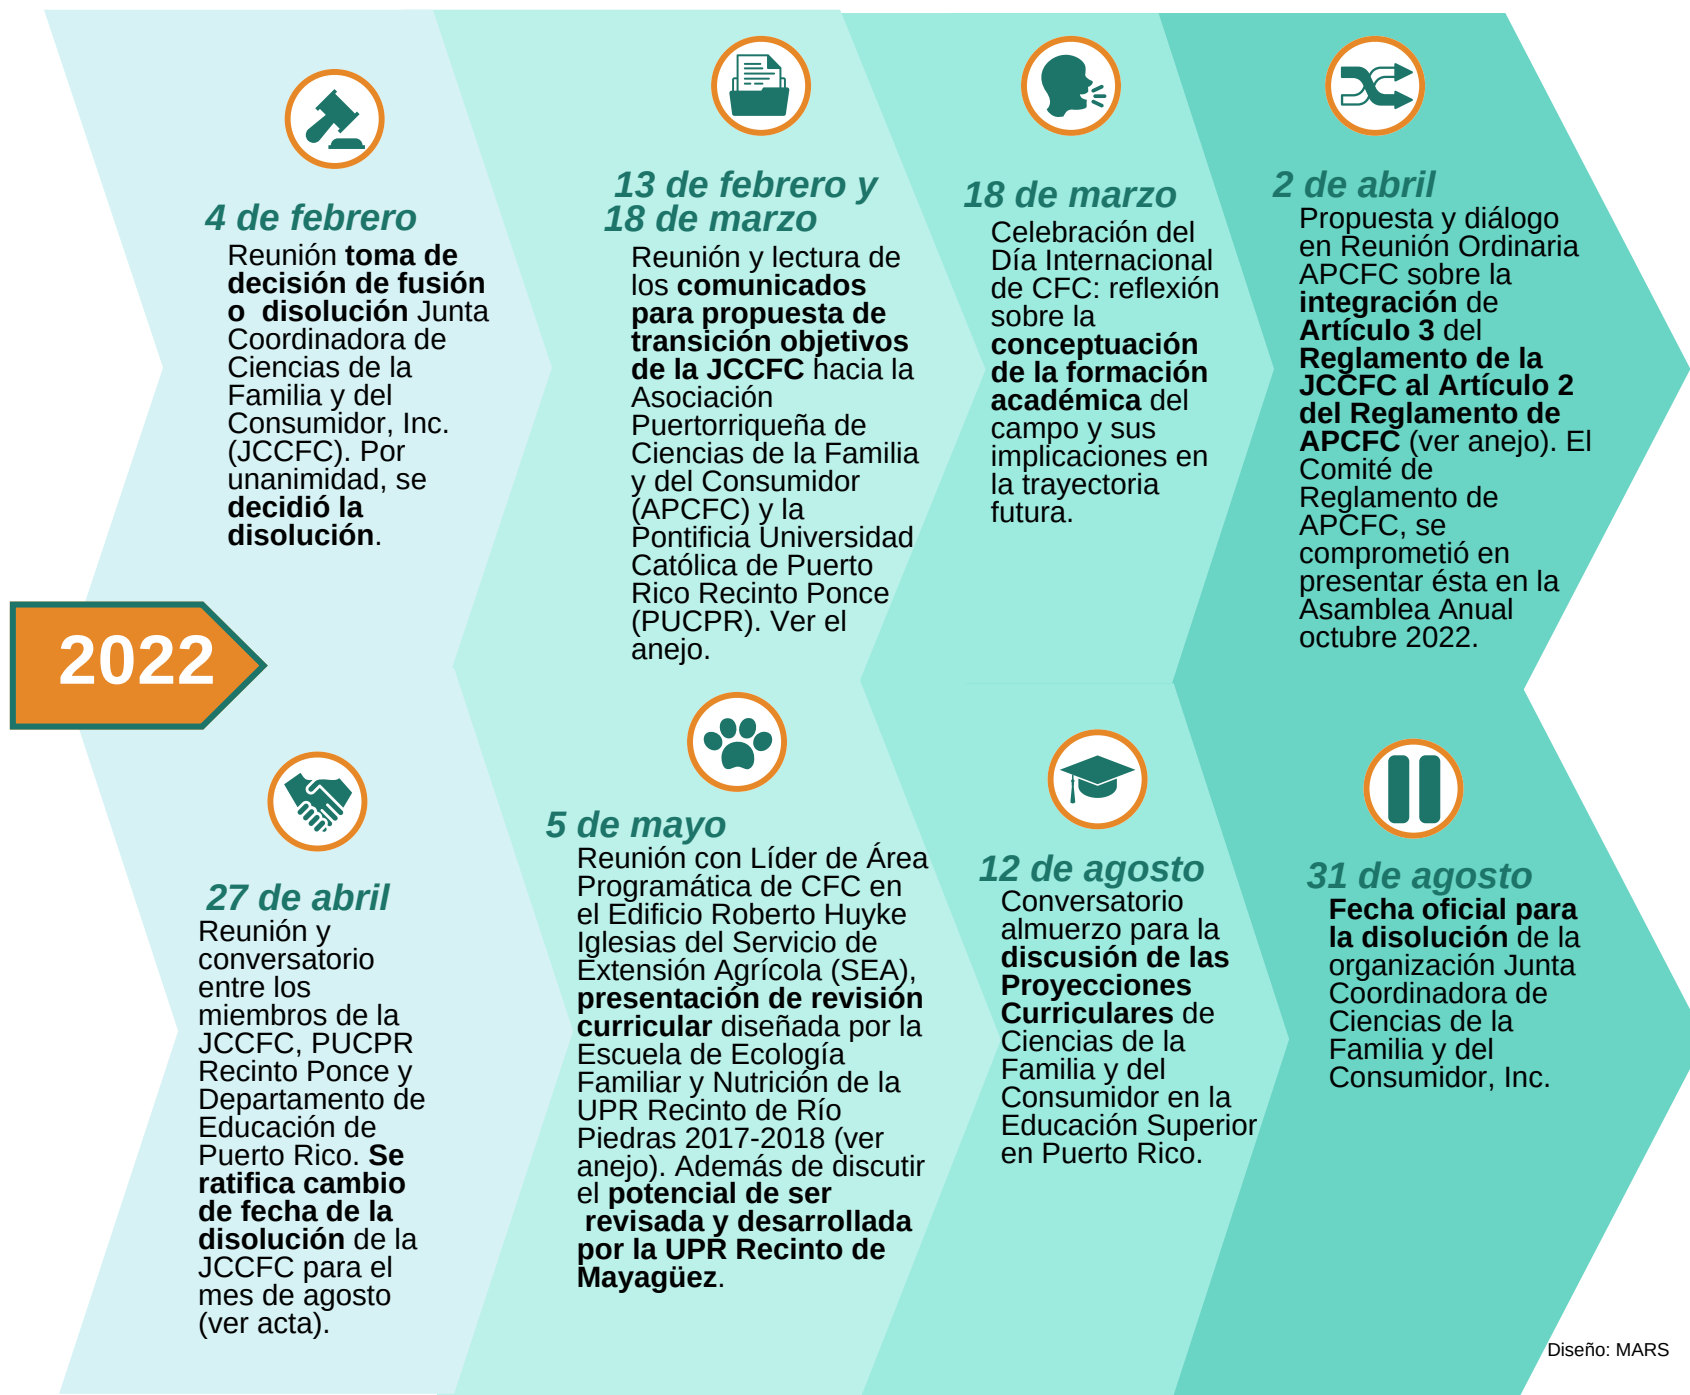 4 de febrero
Reunión toma de
decisión de fusión
o  disolución Junta
Coordinadora de
Ciencias de la
Familia y del
Consumidor, Inc.
(JCCFC). Por
unanimidad, se
decidió la
disolución.
13 de febrero y
18 de marzo
Reunión y lectura de
los comunicados
para propuesta de
transición objetivos
de la JCCFC hacia la
Asociación
Puertorriqueña de
Ciencias de la Familia
y del Consumidor
(APCFC) y la
Pontificia Universidad
Católica de Puerto
Rico Recinto Ponce
(PUCPR). Ver el
anejo.
18 de marzo
Celebración del
Día Internacional
de CFC: reflexión
sobre la
conceptuación
de la formación
académica del
campo y sus
implicaciones en
la trayectoria
futura.
2 de abril
Propuesta y diálogo
en Reunión Ordinaria
APCFC sobre la
integración de
Artículo 3 del
Reglamento de la
JCCFC al Artículo 2
del Reglamento de
APCFC (ver anejo). El
Comité de
Reglamento de
APCFC, se
comprometió en
presentar ésta en la
Asamblea Anual
octubre 2022.
2022
27 de abril
Reunión y
conversatorio
entre los
miembros de la
JCCFC, PUCPR
Recinto Ponce y
Departamento de
Educación de
Puerto Rico. Se
ratifica cambio
de fecha de la
disolución de la
JCCFC para el
mes de agosto
(ver acta).
5 de mayo
Reunión con Líder de Área
Programática de CFC en
el Edificio Roberto Huyke
Iglesias del Servicio de
Extensión Agrícola (SEA),
presentación de revisión
curricular diseñada por la
Escuela de Ecología
Familiar y Nutrición de la
UPR Recinto de Río
Piedras 2017-2018 (ver
anejo). Además de discutir
el potencial de ser
revisada y desarrollada
por la UPR Recinto de
Mayagüez.
12 de agosto
Conversatorio
almuerzo para la
discusión de las
Proyecciones
Curriculares de
Ciencias de la
Familia y del
Consumidor en la
Educación Superior
en Puerto Rico.
31 de agosto
Fecha oficial para
la disolución de la
organización Junta
Coordinadora de
Ciencias de la
Familia y del
Consumidor, Inc.
Diseño: MARS